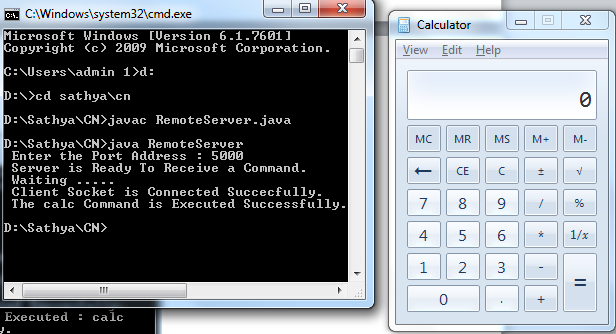 C:\Windows\system32\cmd.exe
Microsoft Windows [Version 6.1.7601]
Copyright (c) 2009 Microsoft Corporation.
C:\Users\admin 1>d:
D:\>cd sathya\cn
D:\Sathya\CN>javac RemoteServer.java
D:\Sathya\CN>java RemoteServer
Enter the Port Address : 5000
Server is Ready To Receive a Command.
Waiting .....
Client Socket is Connected Succecfully.
The calc Command is Executed Successfully.
D:\Sathya\CN>
Executed : calc
y.
Calculator
View Edit Help
0
MC MR MS M+ M-
← CE C ± √
7 8 9 / %
4 5 6 * 1/x
1 2 3 - =
0 . +